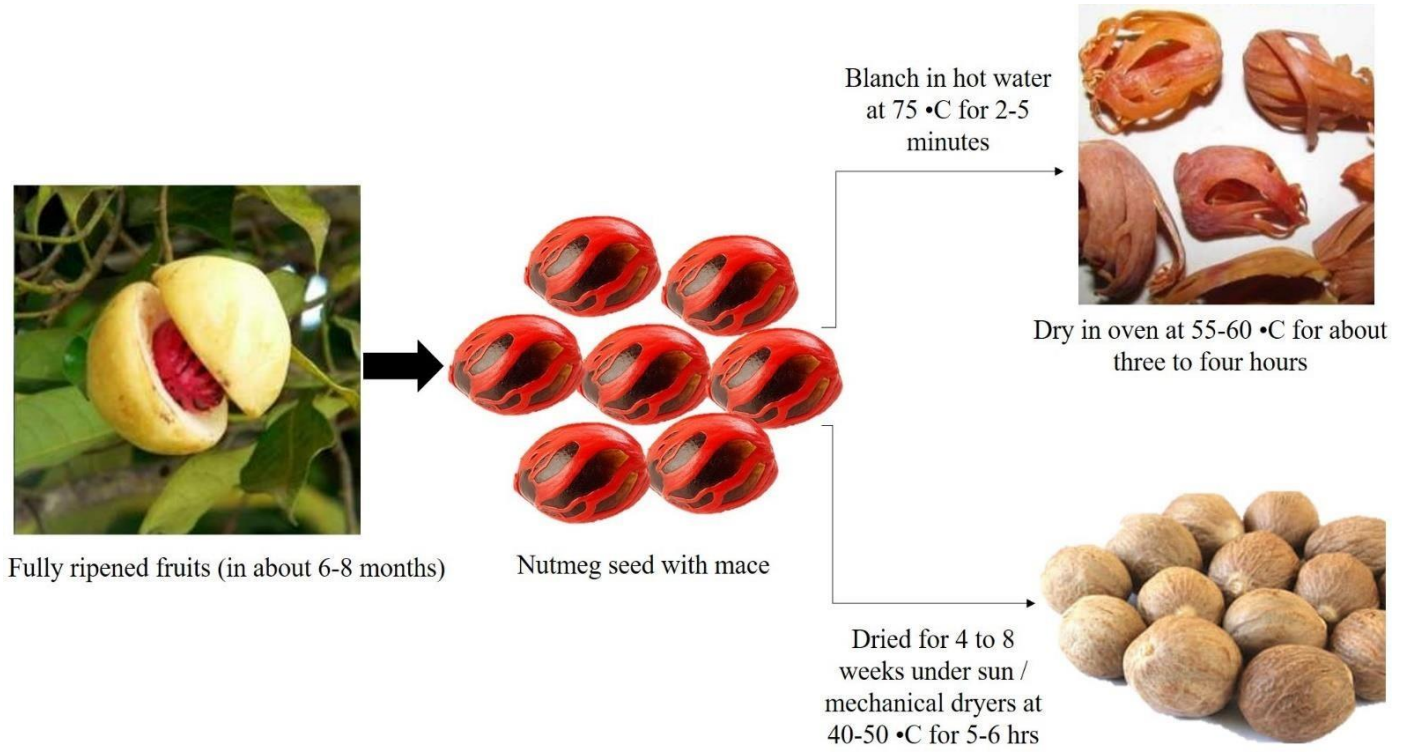 Blanch in hot water
at 75 •C for 2-5
minutes
Dry in oven at 55-60 •C for about
three to four hours
Fully ripened fruits (in about 6-8 months)
Nutmeg seed with mace
Dried for 4 to 8
weeks under sun /
mechanical dryers at
40-50 •C for 5-6 hrs